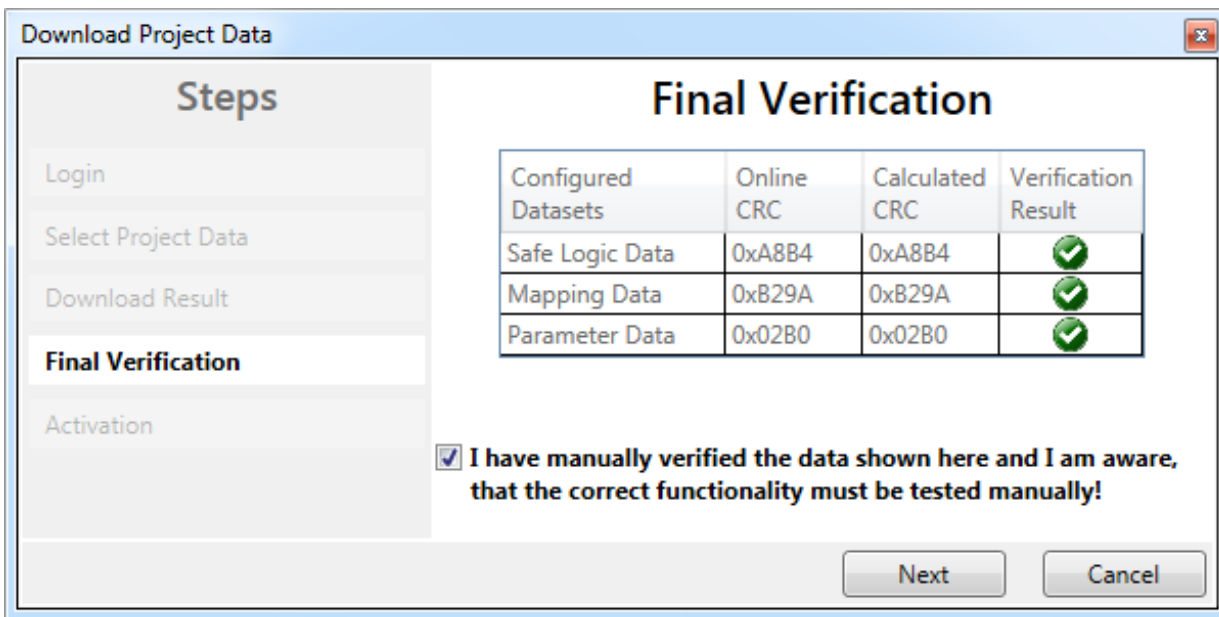 Download Project Data
Steps
Login
Select Project Data
Download Result
Final Verification
Activation
Final Verification
Configured Datasets Online CRC Calculated CRC Verification Result
Safe Logic Data 0xA8B4 0xA8B4
Mapping Data 0xB29A 0xB29A
Parameter Data 0x02B0 0x02B0
I have manually verified the data shown here and I am aware,
that the correct functionality must be tested manually!
Next Cancel